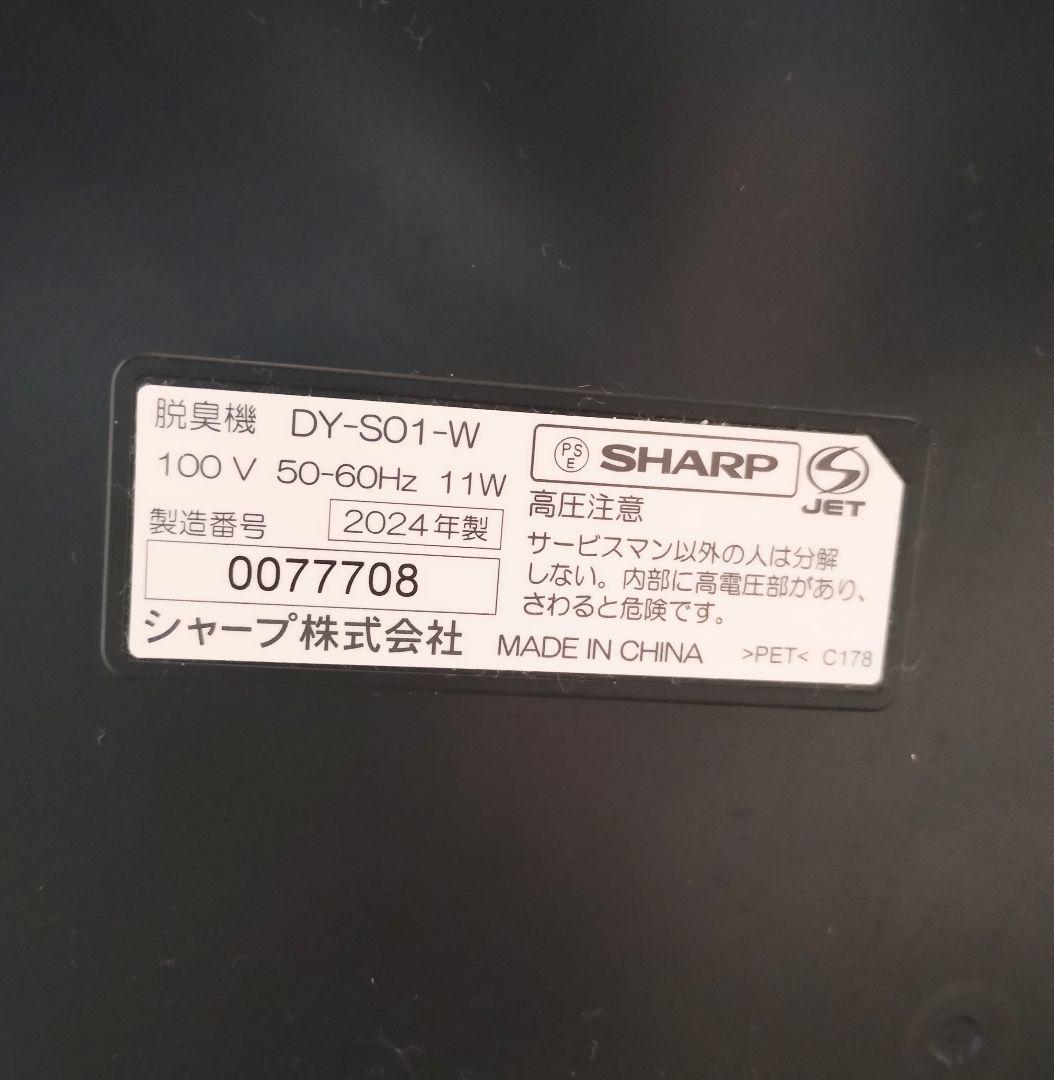 脱臭機 DY-S01-W
100V 50-60Hz 11W
製造番号 2024年製
0077708
シャープ株式会社
PSE SHARP
JET
高圧注意
サービスマン以外の人は分解
しない。内部に高電圧部があり、
さわると危険です。
MADE IN CHINA >PET< C178